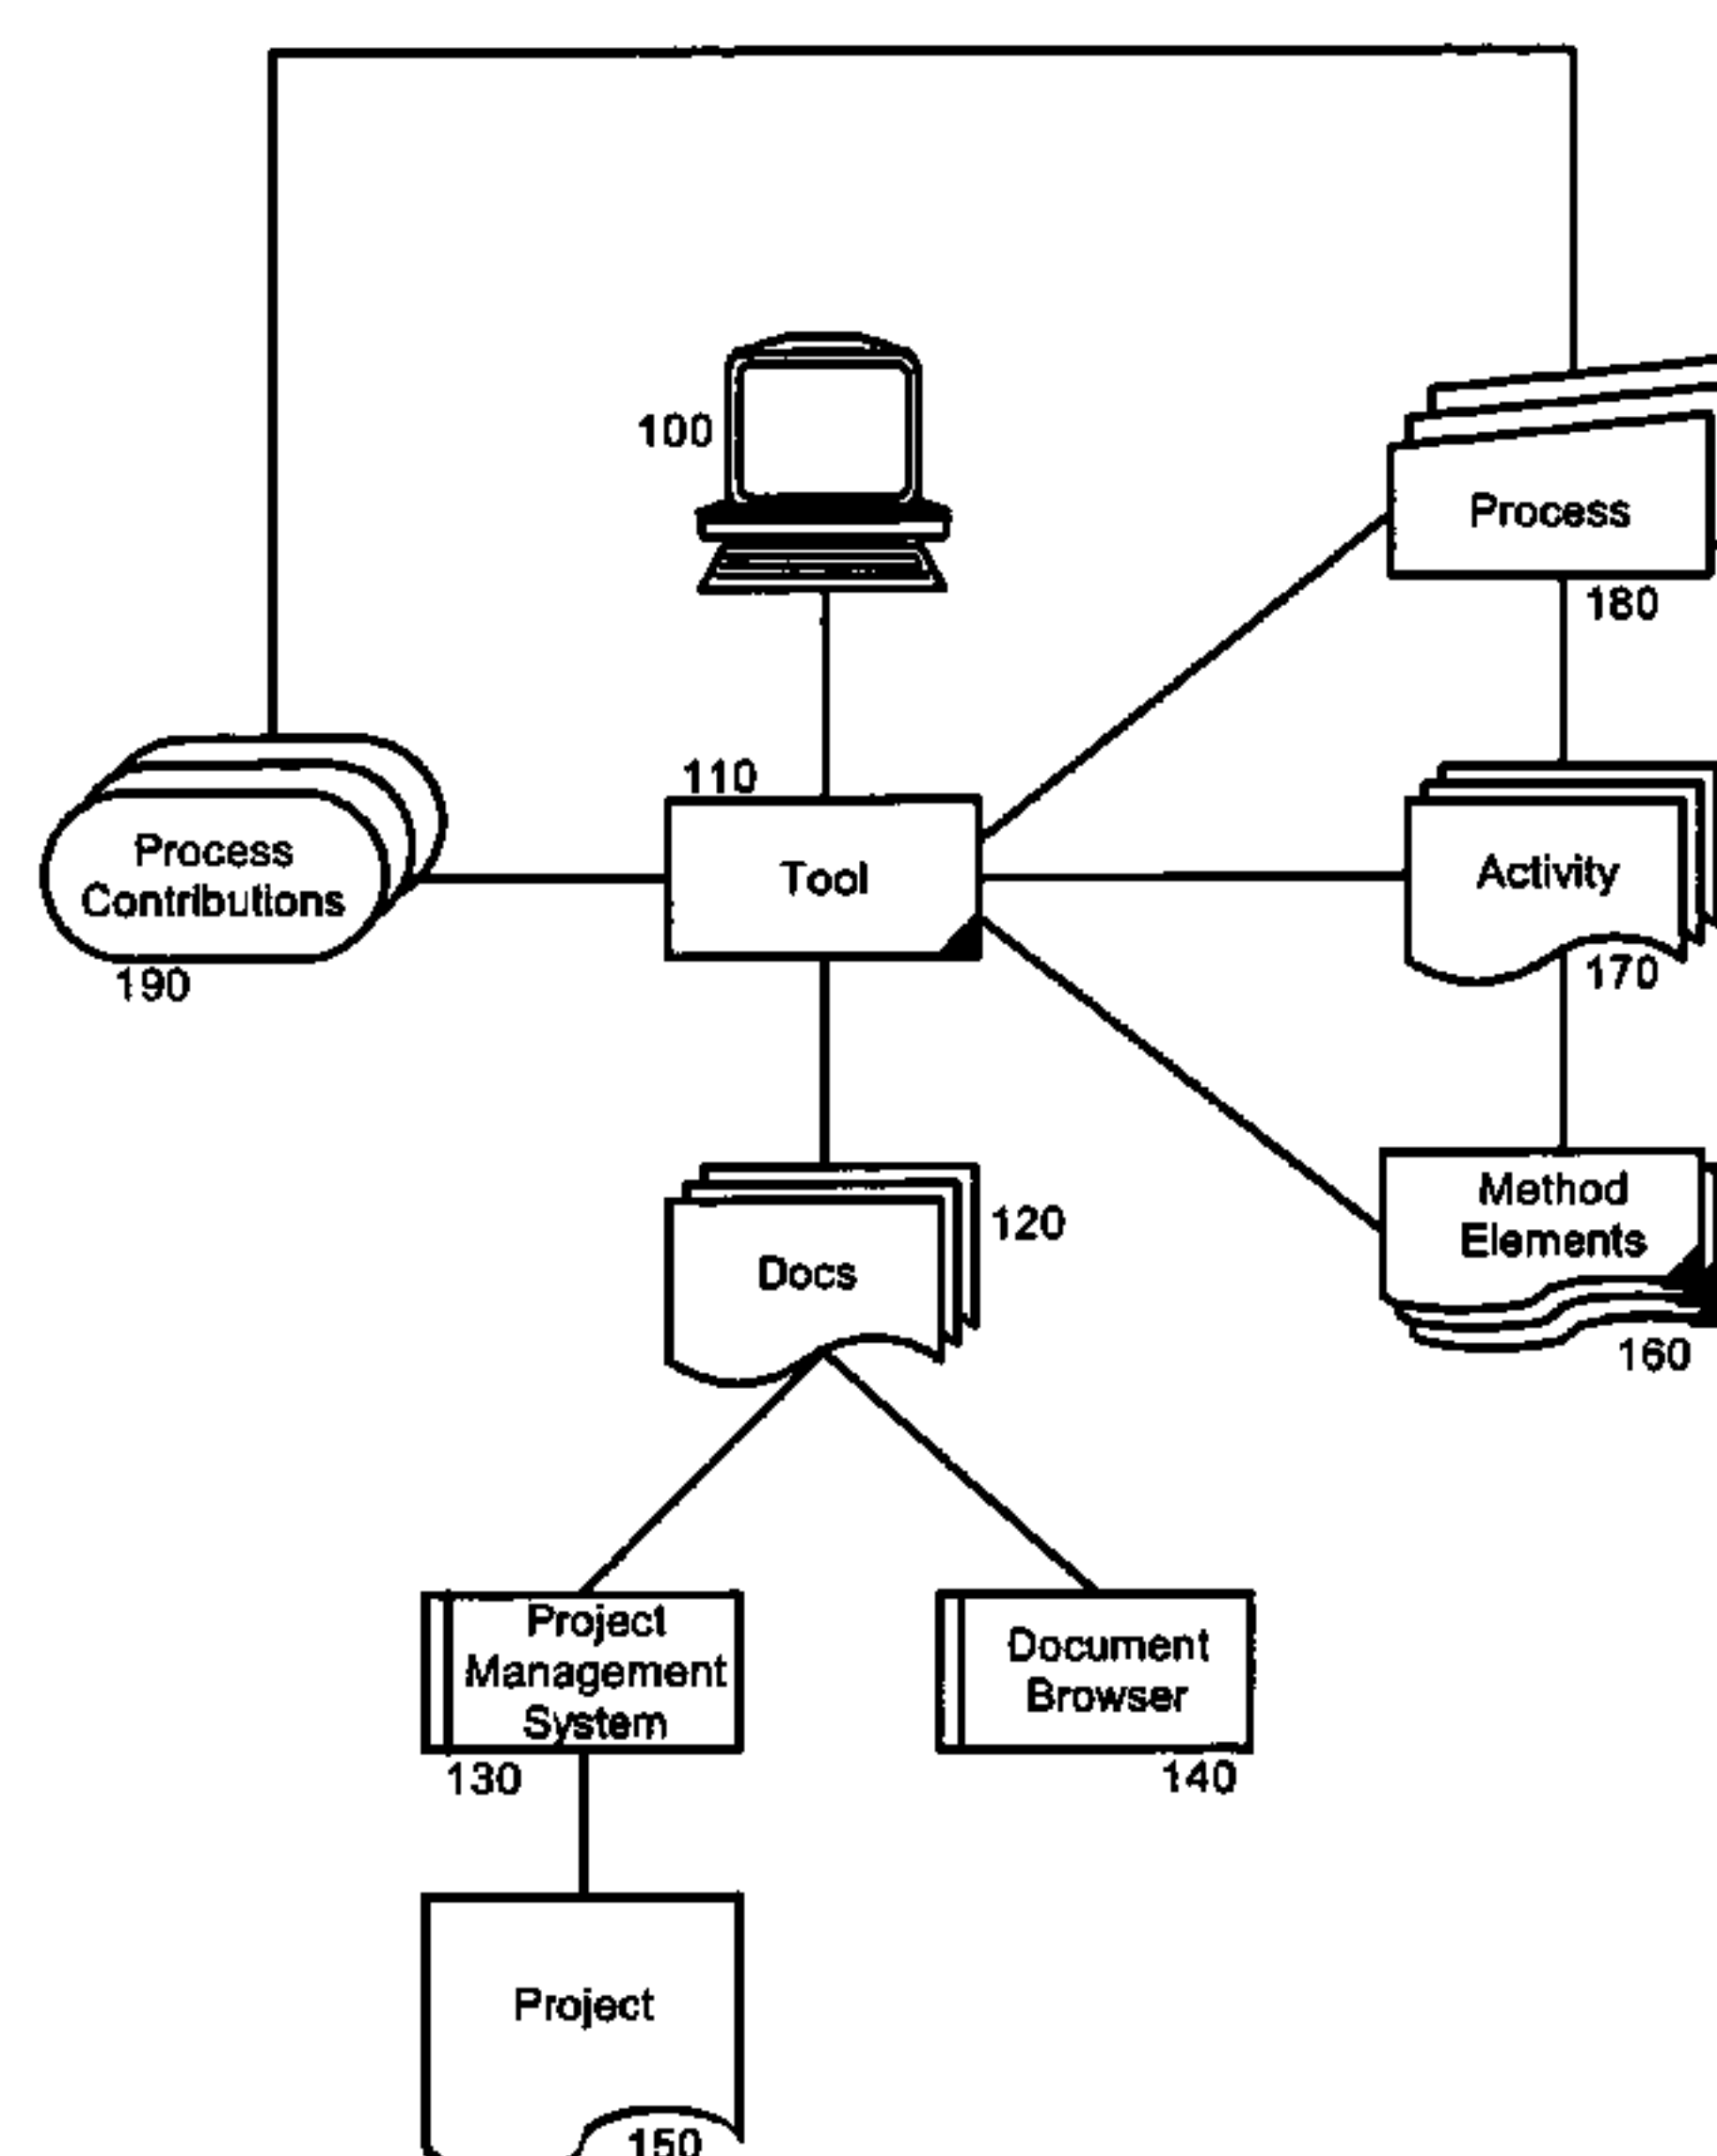 100
Process
180
110
Process
Contributions
190
Tool
Activity
170
120
Docs
Method
Elements
160
Project
Management
System
130
Document
Browser
140
Project
150